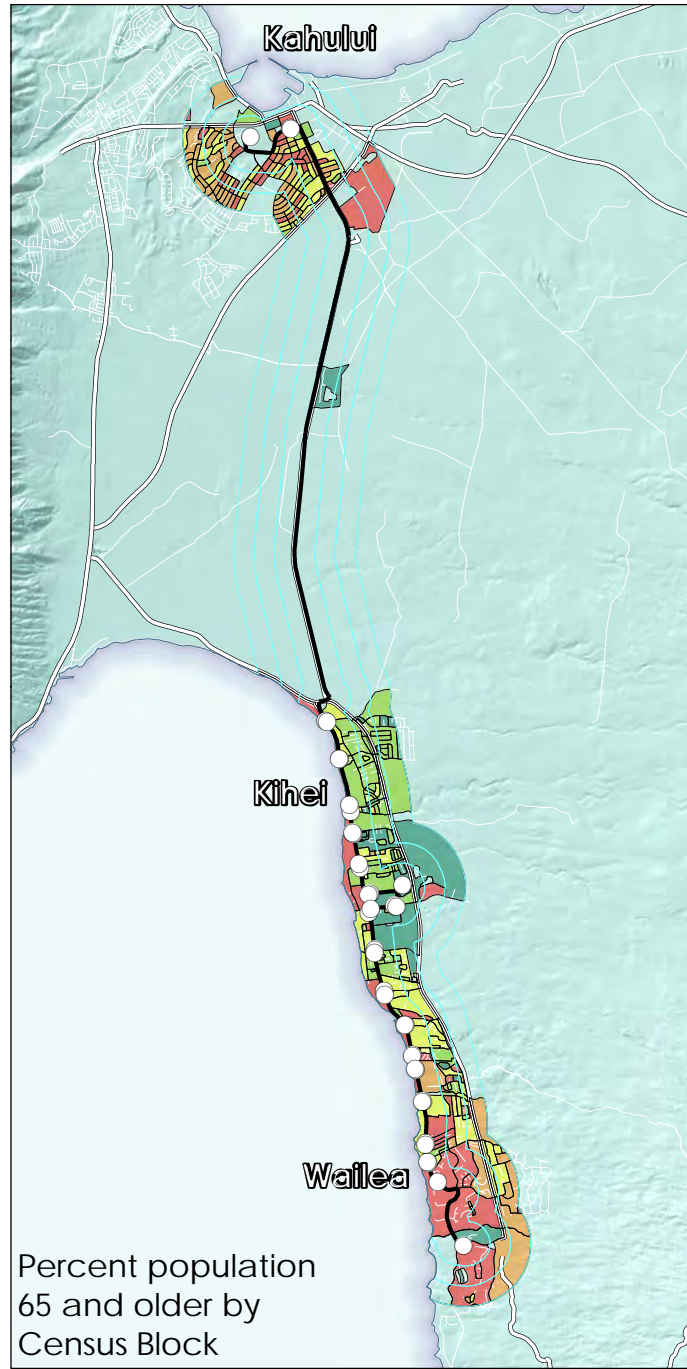 Kahului
Kihei
Wailea
Percent population
65 and older by
Census Block